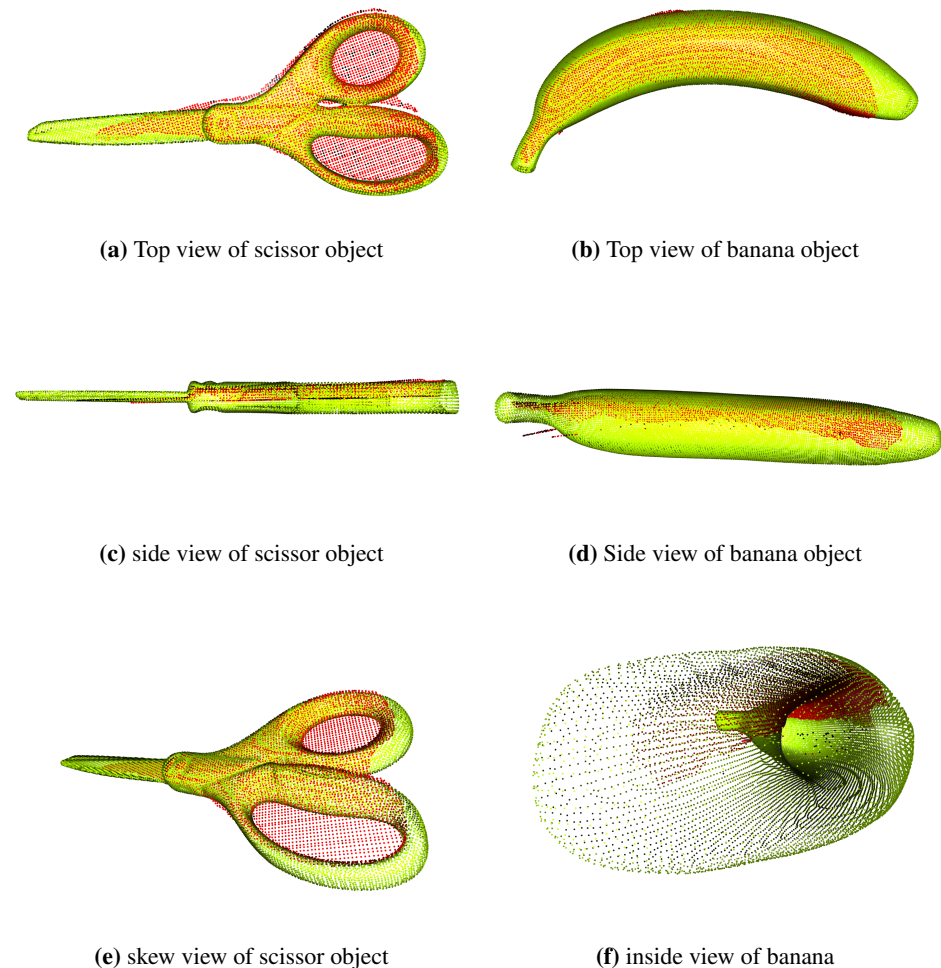 (a) Top view of scissor object
(b) Top view of banana object
(c) side view of scissor object
(d) Side view of banana object
(e) skew view of scissor object
(f) inside view of banana